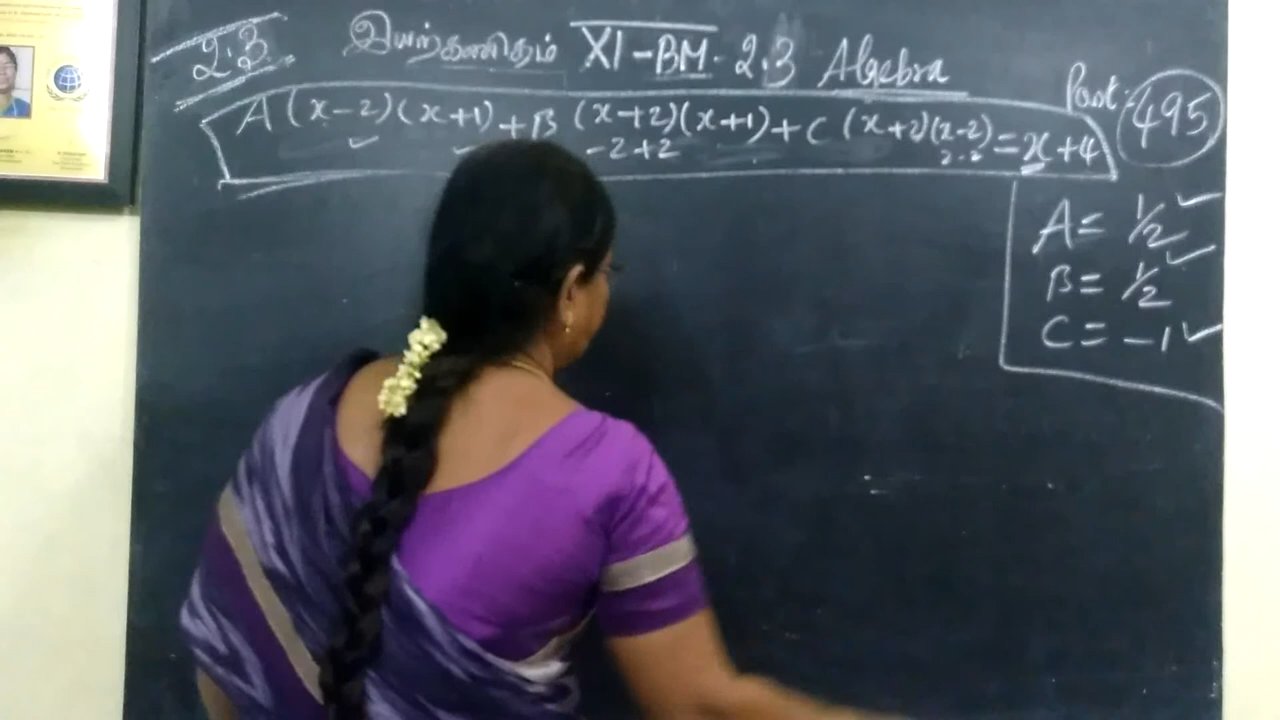 2.3
இயற்கணிதம் XI-BM-2.3 Algebra
Part: 495
A(x-2)(x+1)+B(x+2)(x+1)+C(x+2)(x-2)=x+4
-2+2
A= 1/2
B= 1/2
C= -1